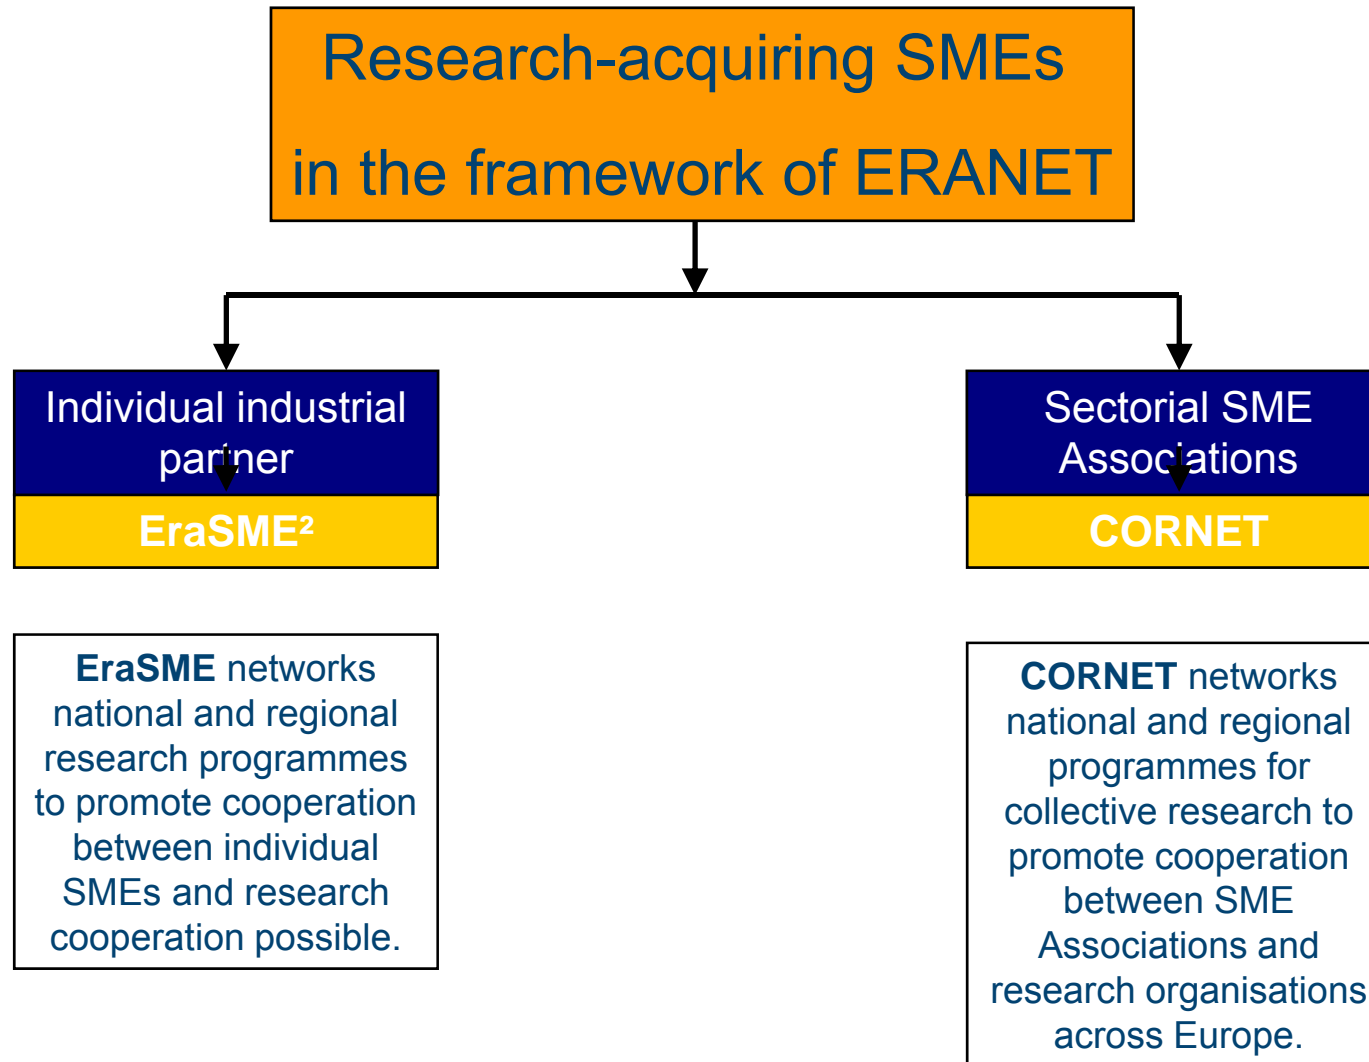 Research-acquiring SMEs
in the framework of ERANET
Individual industrial
partner
EraSME²
EraSME networks
national and regional
research programmes
to promote cooperation
between individual
SMEs and research
cooperation possible.
Sectorial SME
Associations
CORNET
CORNET networks
national and regional
programmes for
collective research to
promote cooperation
between SME
Associations and
research organisations
across Europe.